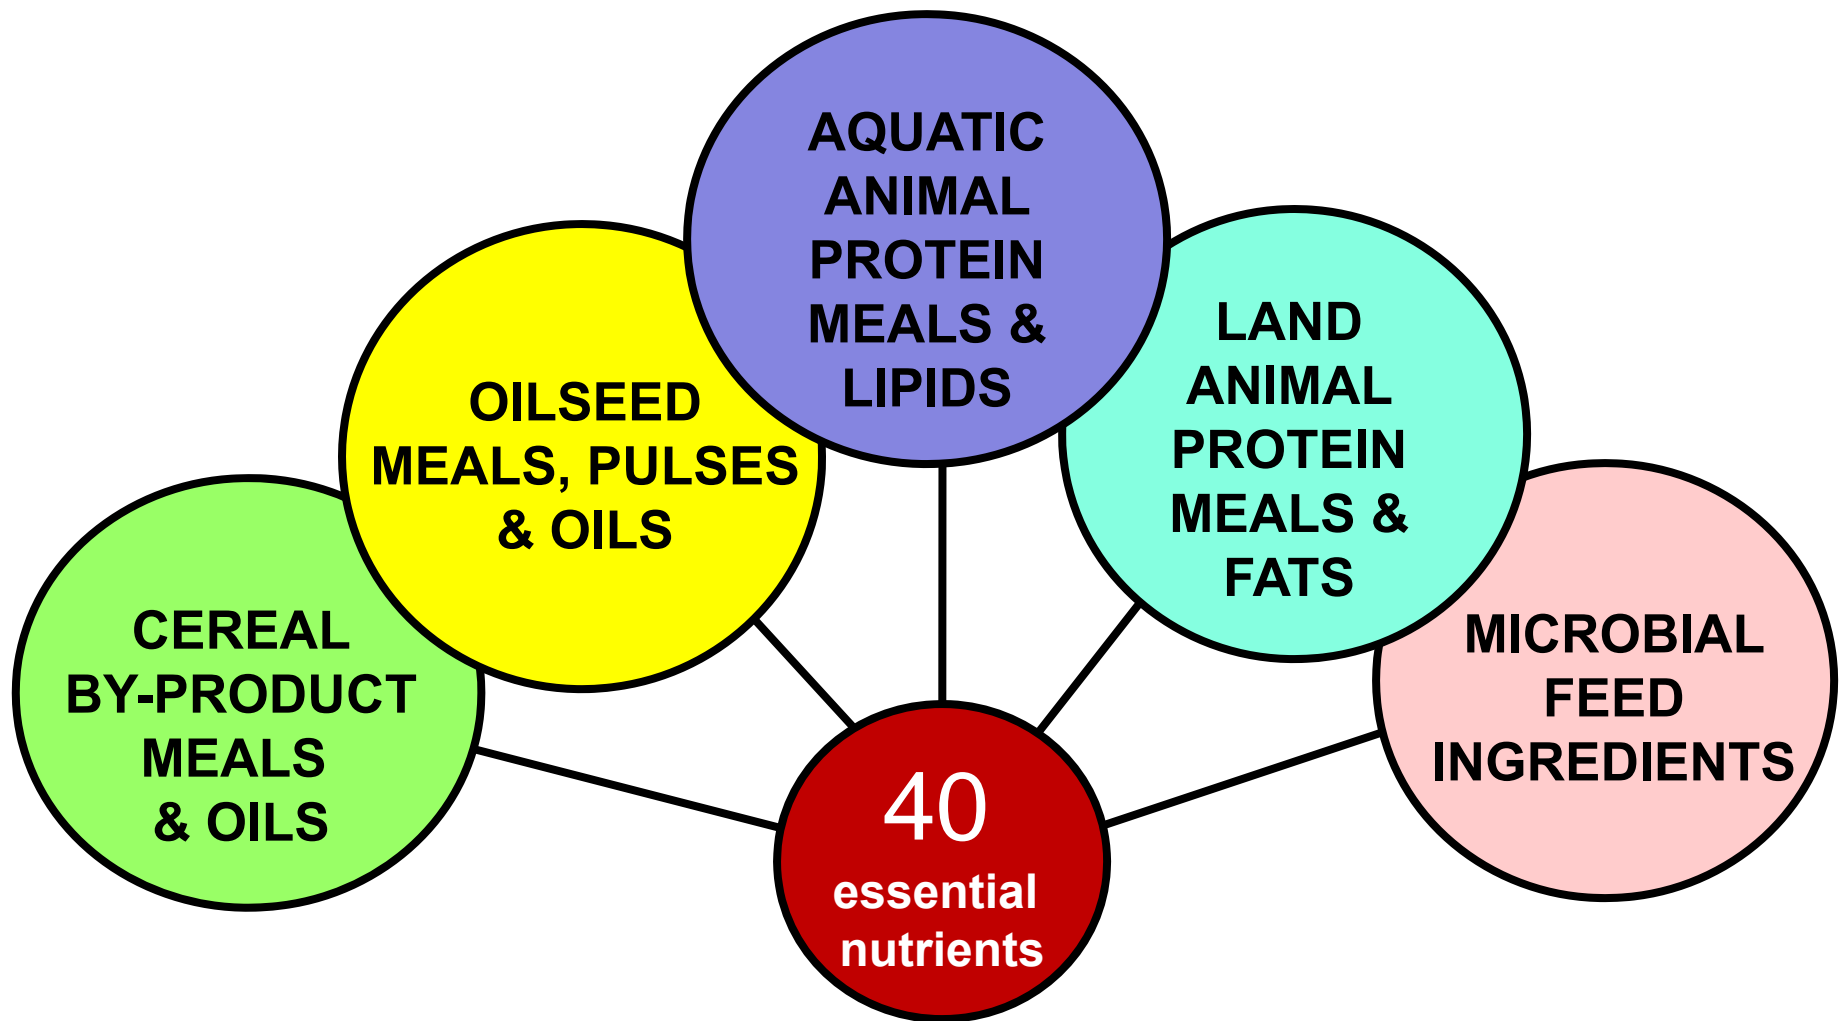 AQUATIC
ANIMAL
PROTEIN
MEALS &
LIPIDS
OILSEED
MEALS, PULSES
& OILS
LAND
ANIMAL
PROTEIN
MEALS &
FATS
CEREAL
BY-PRODUCT
MEALS
& OILS
MICROBIAL
FEED
INGREDIENTS
40
essential
nutrients